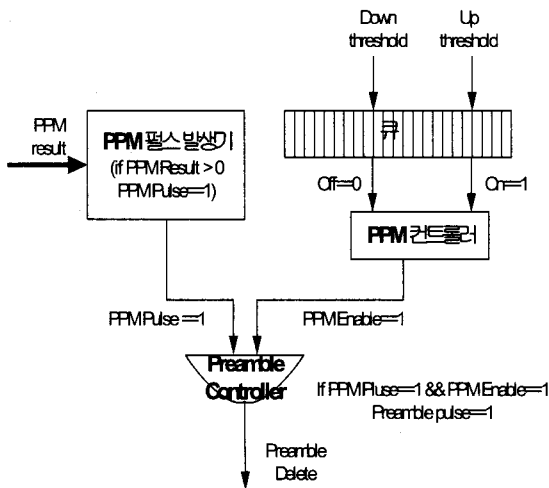 Down
threshold
Up
threshold
PPM
result
PPM 펄스 발생기
(if PPM Result > 0
PPM Pulse==1)
큐
Off==0
On==1
PPM 컨트롤러
PPM Pulse ==1
PPM Enable==1
Preamble
Controller
If PPM Pluse==1 && PPM Enable==1
Preamble pulse==1
Preamble
Delete